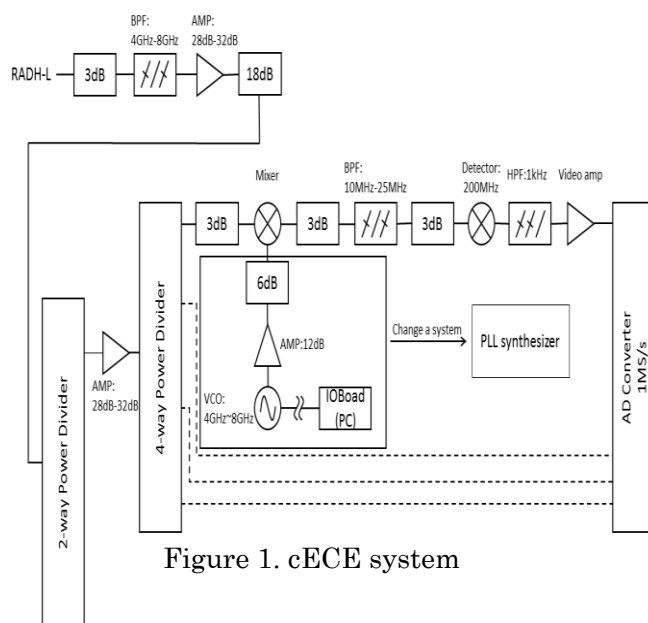 BPF:
4GHz-8GHz
AMP:
28dB-32dB
RADH-L
3dB
18dB
Mixer
BPF:
10MHz-25MHz
Detector:
200MHz
HPF:1kHz
Video amp
3dB
3dB
3dB
6dB
AMP:12dB
VCO:
4GHz~8GHz
IOBoad
(PC)
Change a system
PLL synthesizer
AMP:
28dB-32dB
2-way Power Divider
4-way Power Divider
AD Converter
1MS/s
Figure 1. cECE system